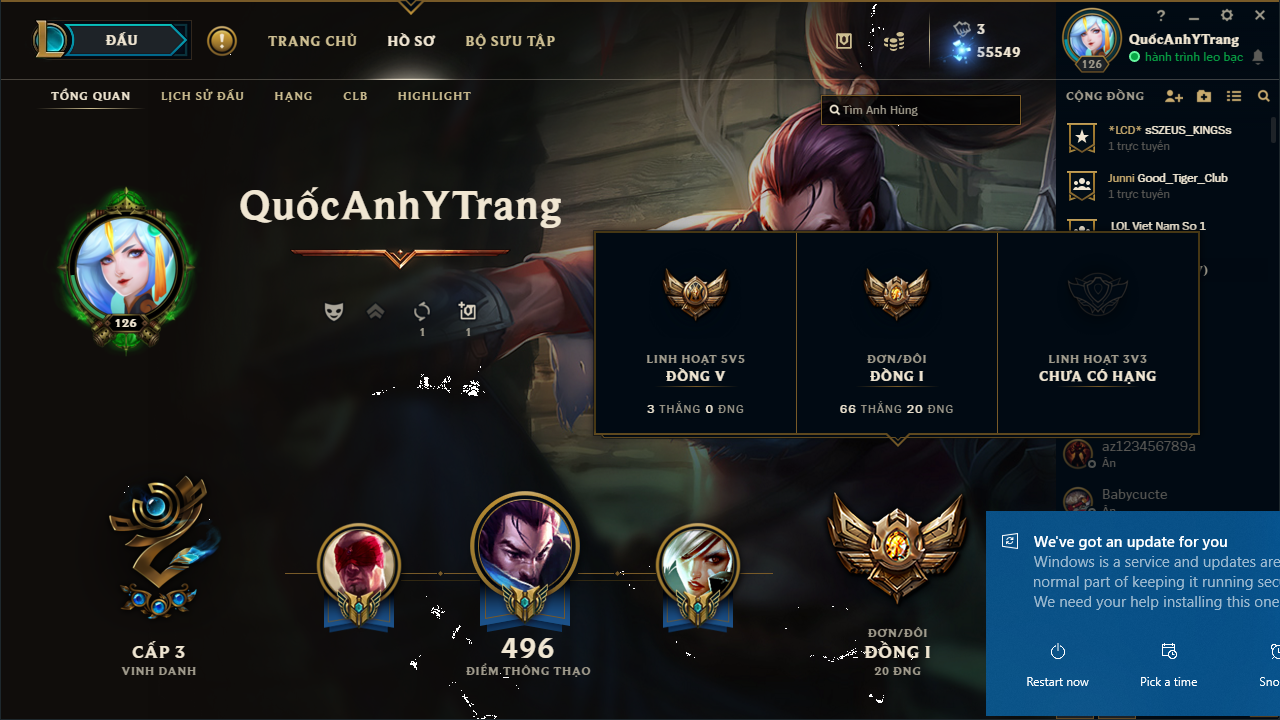 ĐẤU
TRANG CHỦ
HỒ SƠ
BỘ SƯU TẬP
3
55549
QuốcAnhYTrang
hành trình leo bạc
126
TỔNG QUAN
LỊCH SỬ ĐẤU
HẠNG
CLB
HIGHLIGHT
Tìm Anh Hùng
CỘNG ĐỒNG
*LCD* sSZEUS_KINGSs
1 trực tuyến
Junni Good_Tiger_Club
1 trực tuyến
LOL Viet Nam So 1
QuốcAnhYTrang
126
1
1
LINH HOẠT 5V5
ĐỒNG V
3 THẮNG 0 ĐNG
ĐƠN/ĐÔI
ĐỒNG I
66 THẮNG 20 ĐNG
LINH HOẠT 3V3
CHƯA CÓ HẠNG
az123456789a
Ẩn
Babycucte
CẤP 3
VINH DANH
496
ĐIỂM THÔNG THẠO
ĐƠN/ĐÔI
ĐỒNG I
20 ĐNG
We've got an update for you
Windows is a service and updates are
normal part of keeping it running sec
We need your help installing this one
Restart now
Pick a time
Sno